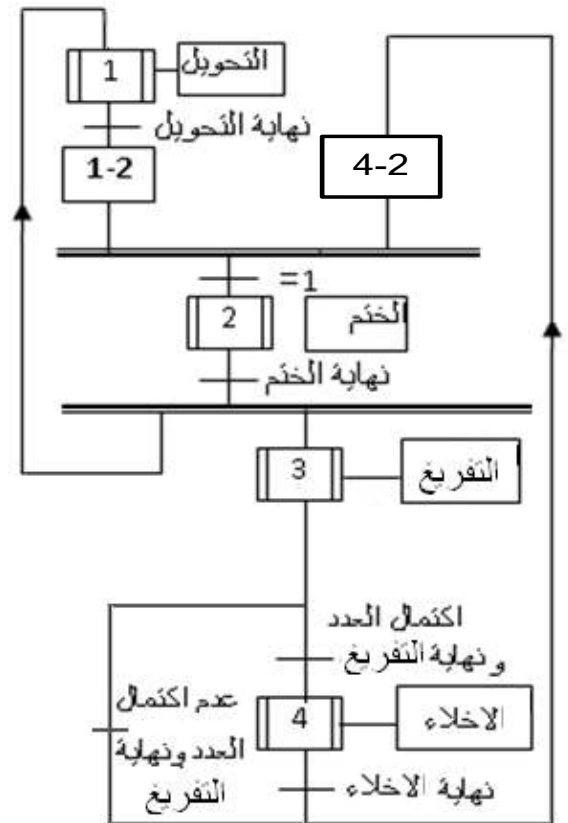 1
التحويل
نهاية التحويل
1-2
4-2
=1
2
الختم
نهاية الختم
3
التفريغ
اكتمال العدد
و نهاية التفريغ
عدم اكتمال
العدد ونهاية
التفريغ
4
الاخلاء
نهاية الاخلاء